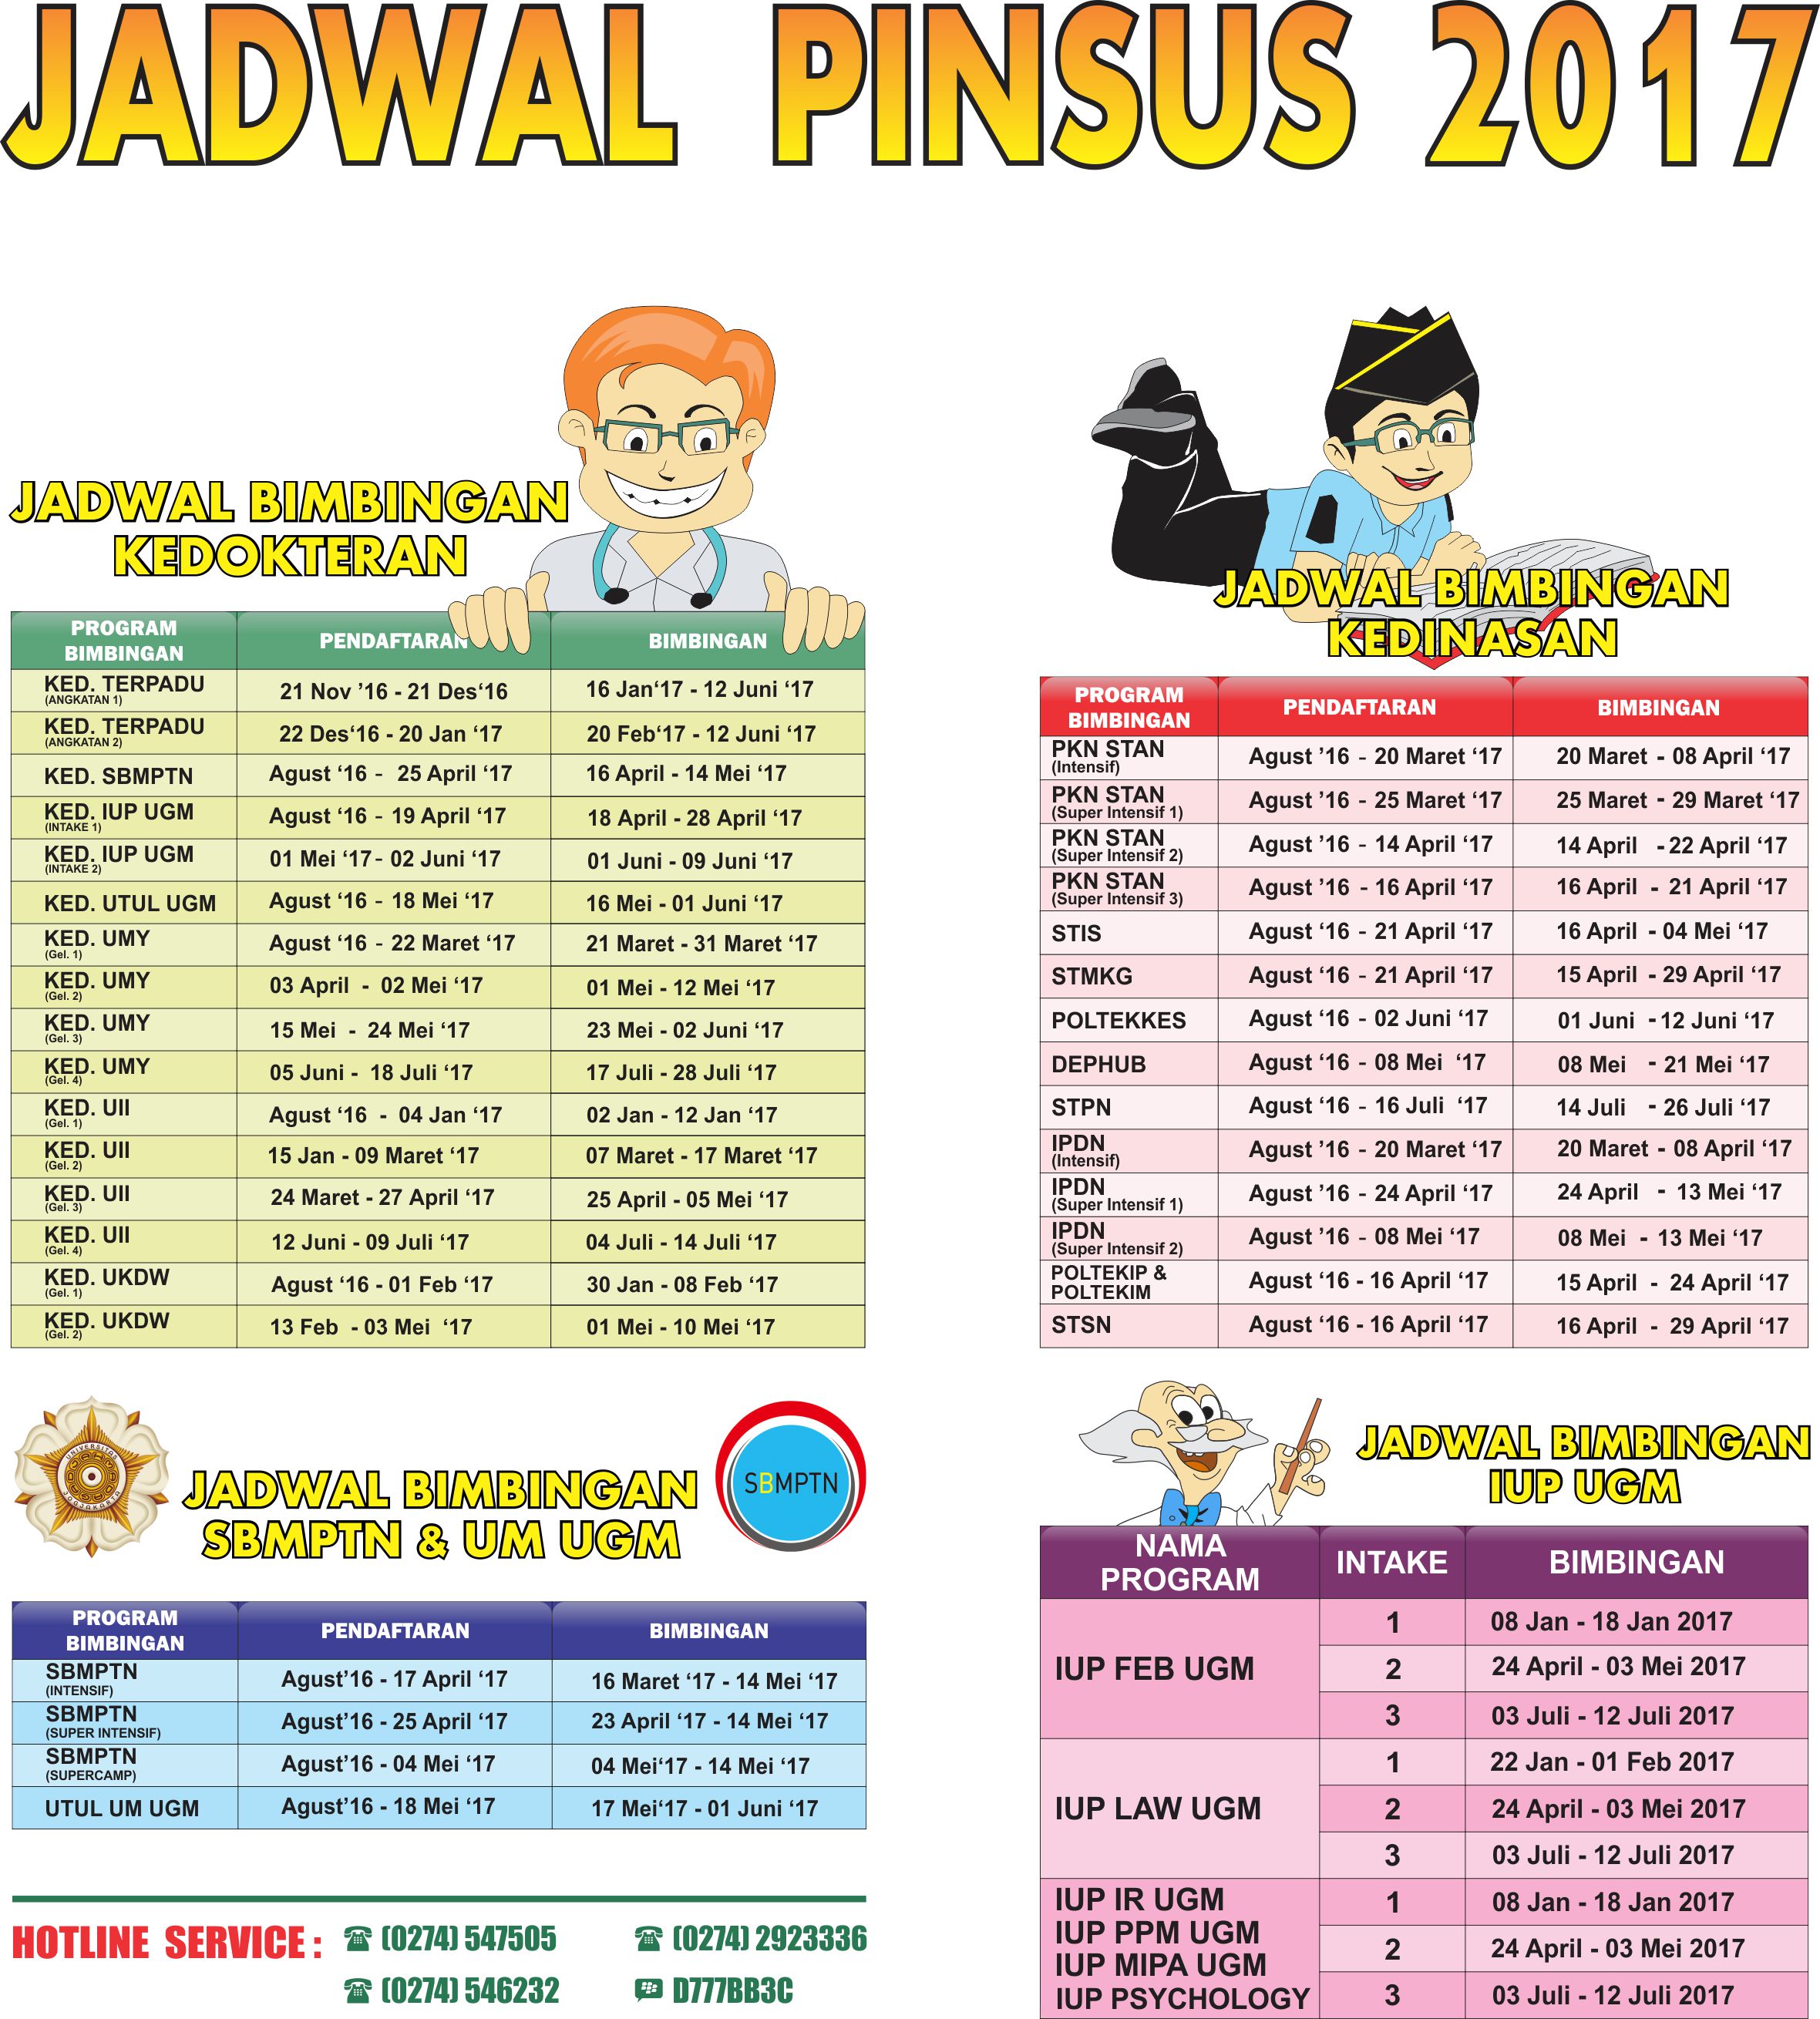 JADWAL PINSUS 2017
JADWAL BIMBINGAN
KEDOKTERAN
PROGRAM
BIMBINGAN
PENDAFTARAN
BIMBINGAN
KED. TERPADU
(ANGKATAN 1)
21 Nov ’16 - 21 Des‘16
16 Jan‘17 - 12 Juni ‘17
KED. TERPADU
(ANGKATAN 2)
22 Des‘16 - 20 Jan ‘17
20 Feb‘17 - 12 Juni ‘17
KED. SBMPTN
Agust ‘16 - 25 April ‘17
16 April - 14 Mei ‘17
KED. IUP UGM
(INTAKE 1)
Agust ‘16 - 19 April ‘17
18 April - 28 April ‘17
KED. IUP UGM
(INTAKE 2)
01 Mei ‘17- 02 Juni ‘17
01 Juni - 09 Juni ‘17
KED. UTUL UGM
Agust ‘16 - 18 Mei ‘17
16 Mei - 01 Juni ‘17
KED. UMY
(Gel. 1)
Agust ‘16 - 22 Maret ‘17
21 Maret - 31 Maret ‘17
KED. UMY
(Gel. 2)
03 April - 02 Mei ‘17
01 Mei - 12 Mei ‘17
KED. UMY
(Gel. 3)
15 Mei - 24 Mei ‘17
23 Mei - 02 Juni ‘17
KED. UMY
(Gel. 4)
05 Juni - 18 Juli ‘17
17 Juli - 28 Juli ‘17
KED. UII
(Gel. 1)
Agust ‘16 - 04 Jan ‘17
02 Jan - 12 Jan ‘17
KED. UII
(Gel. 2)
15 Jan - 09 Maret ‘17
07 Maret - 17 Maret ‘17
KED. UII
(Gel. 3)
24 Maret - 27 April ‘17
25 April - 05 Mei ‘17
KED. UII
(Gel. 4)
12 Juni - 09 Juli ‘17
04 Juli - 14 Juli ‘17
KED. UKDW
(Gel. 1)
Agust ‘16 - 01 Feb ‘17
30 Jan - 08 Feb ‘17
KED. UKDW
(Gel. 2)
13 Feb - 03 Mei ‘17
01 Mei - 10 Mei ‘17
JADWAL BIMBINGAN
KEDINASAN
PROGRAM
BIMBINGAN
PENDAFTARAN
BIMBINGAN
PKN STAN
(Intensif)
Agust ’16 - 20 Maret ‘17
20 Maret - 08 April ‘17
PKN STAN
(Super Intensif 1)
Agust ’16 - 25 Maret ‘17
25 Maret - 29 Maret ‘17
PKN STAN
(Super Intensif 2)
Agust ’16 - 14 April ‘17
14 April - 22 April ‘17
PKN STAN
(Super Intensif 3)
Agust ’16 - 16 April ‘17
16 April - 21 April ‘17
STIS
Agust ‘16 - 21 April ‘17
16 April - 04 Mei ‘17
STMKG
Agust ‘16 - 21 April ‘17
15 April - 29 April ‘17
POLTEKKES
Agust ‘16 - 02 Juni ‘17
01 Juni - 12 Juni ‘17
DEPHUB
Agust ‘16 - 08 Mei ‘17
08 Mei - 21 Mei ‘17
STPN
Agust ‘16 - 16 Juli ‘17
14 Juli - 26 Juli ‘17
IPDN
(Intensif)
Agust ’16 - 20 Maret ‘17
20 Maret - 08 April ‘17
IPDN
(Super Intensif 1)
Agust ’16 - 24 April ‘17
24 April - 13 Mei ‘17
IPDN
(Super Intensif 2)
Agust ’16 - 08 Mei ‘17
08 Mei - 13 Mei ‘17
POLTEKIP &
POLTEKIM
Agust ‘16 - 16 April ‘17
15 April - 24 April ‘17
STSN
Agust ‘16 - 16 April ‘17
16 April - 29 April ‘17
UNIVERSITAS
GADJAH MADA
JOGJAKARTA
JADWAL BIMBINGAN
SBMPTN & UM UGM
SBMPTN
PROGRAM
BIMBINGAN
PENDAFTARAN
BIMBINGAN
SBMPTN
(INTENSIF)
Agust’16 - 17 April ‘17
16 Maret ‘17 - 14 Mei ‘17
SBMPTN
(SUPER INTENSIF)
Agust’16 - 25 April ‘17
23 April ‘17 - 14 Mei ‘17
SBMPTN
(SUPERCAMP)
Agust’16 - 04 Mei ‘17
04 Mei‘17 - 14 Mei ‘17
UTUL UM UGM
Agust’16 - 18 Mei ‘17
17 Mei‘17 - 01 Juni ‘17
JADWAL BIMBINGAN
IUP UGM
NAMA
PROGRAM
INTAKE
BIMBINGAN
IUP FEB UGM
1
08 Jan - 18 Jan 2017
2
24 April - 03 Mei 2017
3
03 Juli - 12 Juli 2017
IUP LAW UGM
1
22 Jan - 01 Feb 2017
2
24 April - 03 Mei 2017
3
03 Juli - 12 Juli 2017
IUP IR UGM
IUP PPM UGM
IUP MIPA UGM
IUP PSYCHOLOGY
1
08 Jan - 18 Jan 2017
2
24 April - 03 Mei 2017
3
03 Juli - 12 Juli 2017
HOTLINE SERVICE :
(0274) 547505
(0274) 2923336
(0274) 546232
D777BB3C